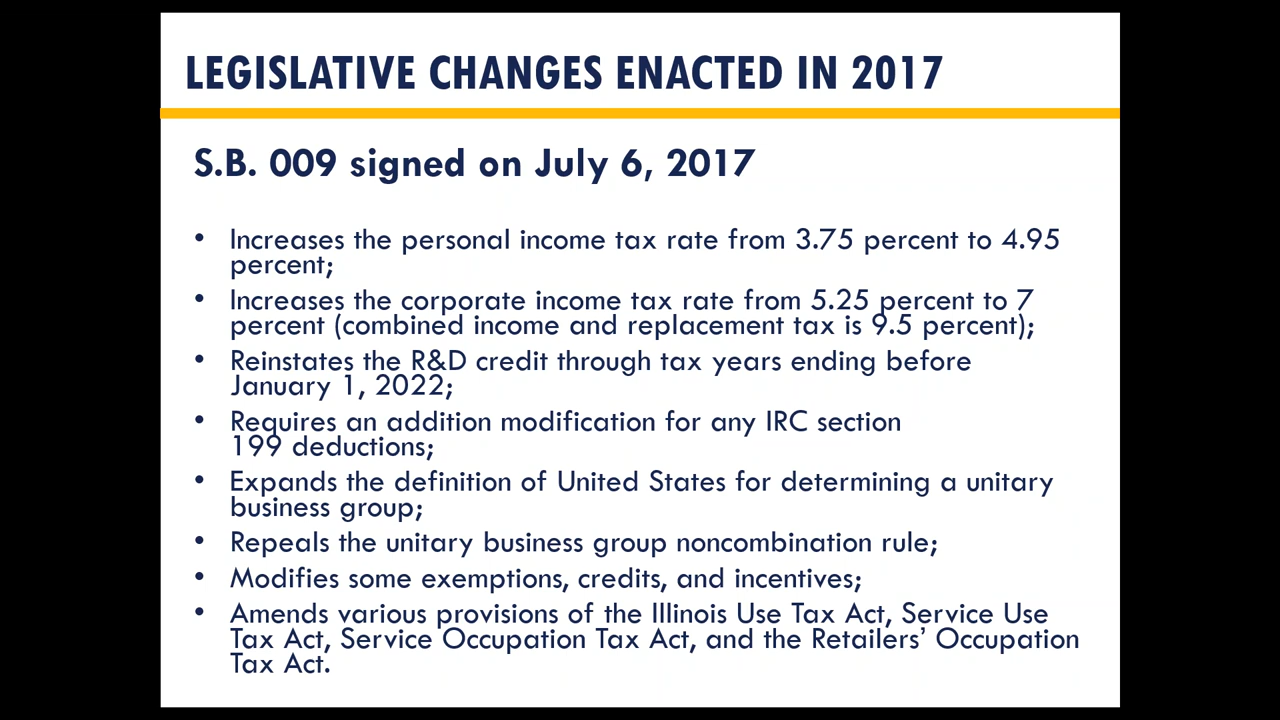 LEGISLATIVE CHANGES ENACTED IN 2017
S.B. 009 signed on July 6, 2017
• Increases the personal income tax rate from 3.75 percent to 4.95
percent;
• Increases the corporate income tax rate from 5.25 percent to 7
percent (combined income and replacement tax is 9.5 percent);
• Reinstates the R&D credit through tax years ending before
January 1, 2022;
• Requires an addition modification for any IRC section
199 deductions;
• Expands the definition of United States for determining a unitary
business group;
• Repeals the unitary business group noncombination rule;
• Modifies some exemptions, credits, and incentives;
• Amends various provisions of the Illinois Use Tax Act, Service Use
Tax Act, Service Occupation Tax Act, and the Retailers’ Occupation
Tax Act.